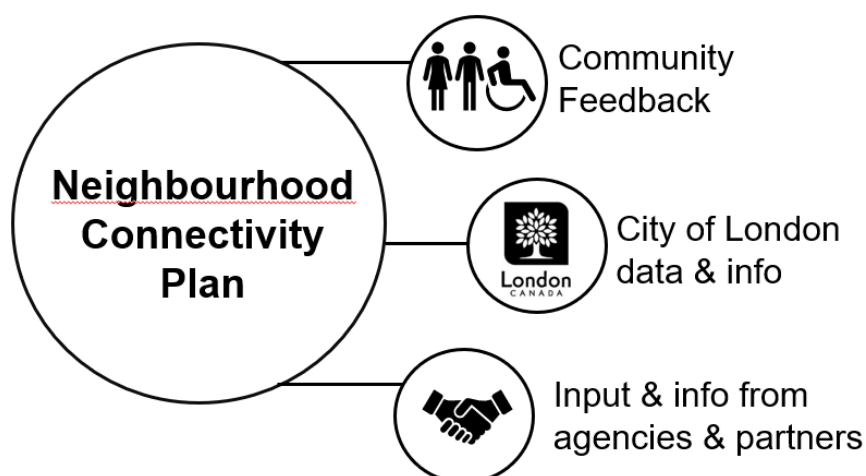 Neighbourhood
Connectivity
Plan
Community
Feedback
London
CANADA
City of London
data & info
Input & info from
agencies & partners